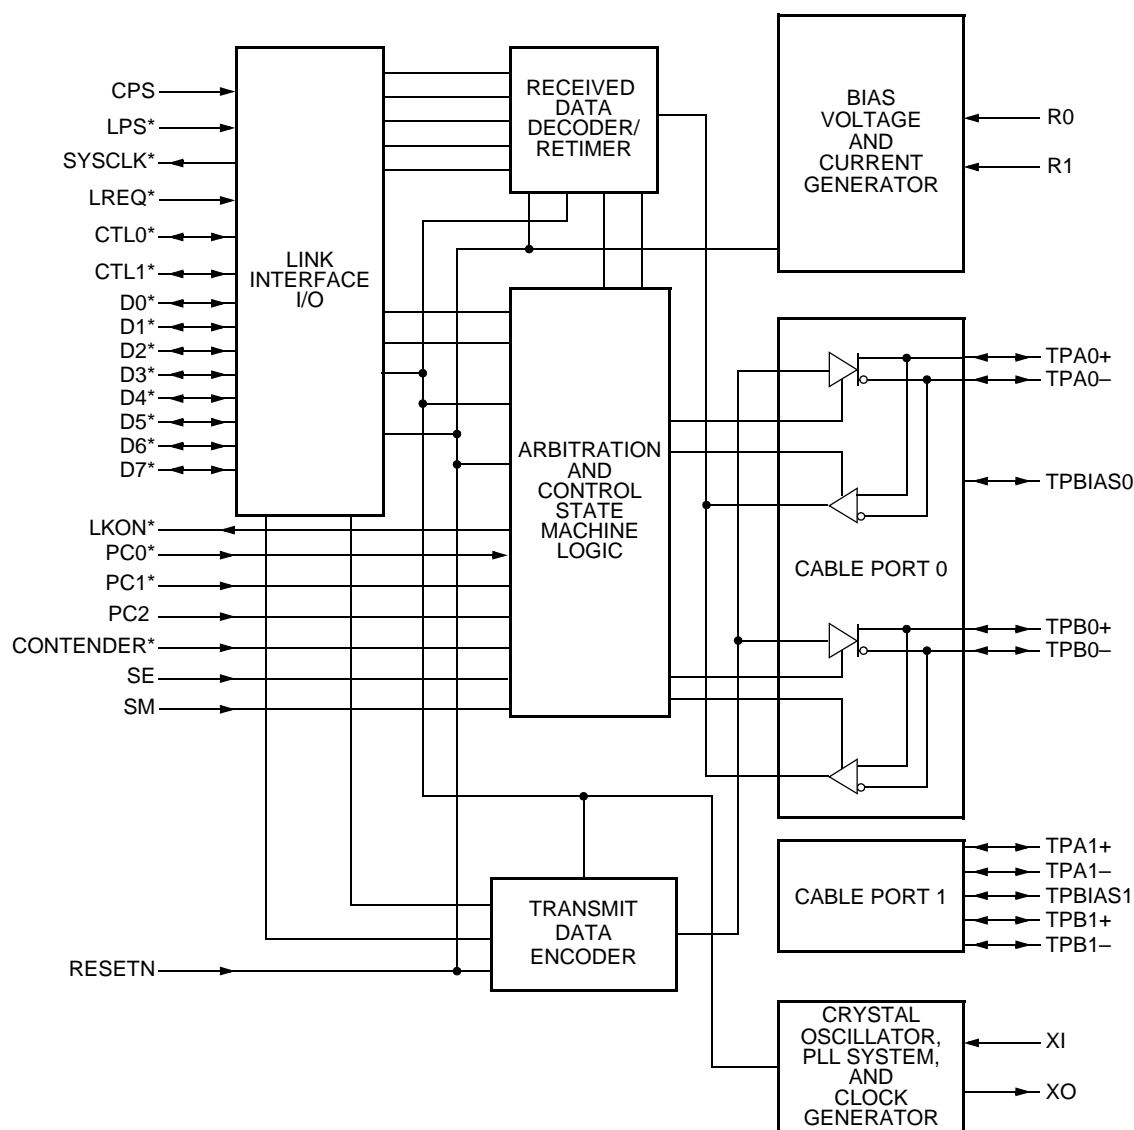 CPS
LPS*
SYSCLK*
LREQ*
CTL0*
CTL1*
D0*
D1*
D2*
D3*
D4*
D5*
D6*
D7*
LKON*
PC0*
PC1*
PC2
CONTENDER*
SE
SM
RESETN
LINK
INTERFACE
I/O
RECEIVED
DATA
DECODER/
RETIMER
ARBITRATION
AND
CONTROL
STATE
MACHINE
LOGIC
TRANSMIT
DATA
ENCODER
BIAS
VOLTAGE
AND
CURRENT
GENERATOR
R0
R1
CABLE PORT 0
TPA0+
TPA0–
TPBIAS0
TPB0+
TPB0–
CABLE PORT 1
TPA1+
TPA1–
TPBIAS1
TPB1+
TPB1–
CRYSTAL
OSCILLATOR,
PLL SYSTEM,
AND
CLOCK
GENERATOR
XI
XO